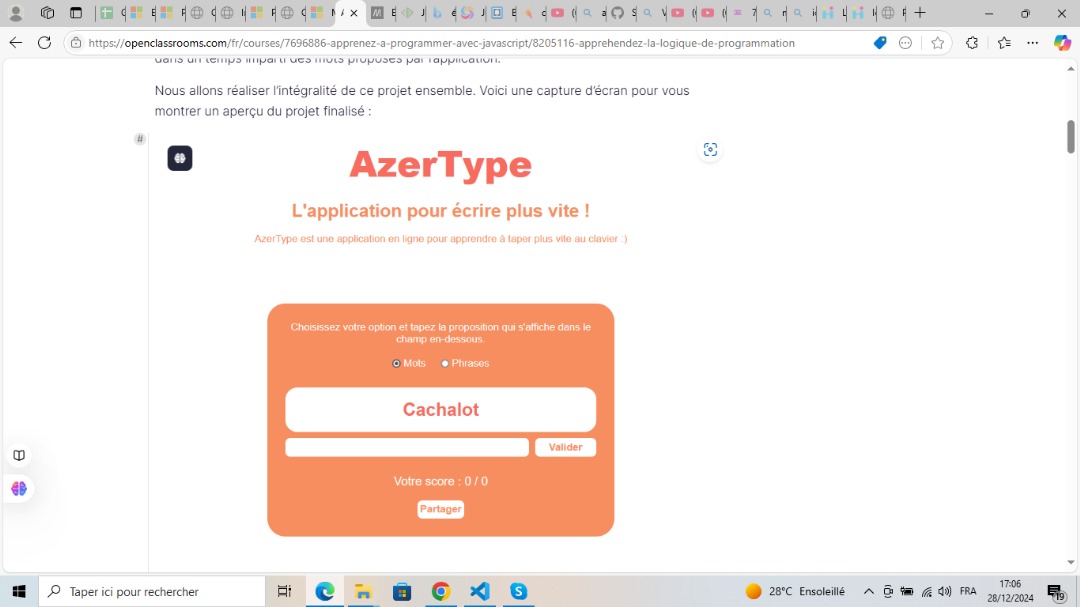 https://openclassrooms.com/fr/courses/7696886-apprenez-a-programmer-avec-javascript/8205116-apprehendez-la-logique-de-programmation
dans un temps imparti des mots proposés par l'application.
Nous allons réaliser l'intégralité de ce projet ensemble. Voici une capture d'écran pour vous
montrer un aperçu du projet finalisé :
#
AzerType
L'application pour écrire plus vite !
AzerType est une application en ligne pour apprendre à taper plus vite au clavier :)
Choisissez votre option et tapez la proposition qui s'affiche dans le
champ en-dessous.
Mots Phrases
Cachalot
Valider
Votre score : 0 / 0
Partager
Taper ici pour rechercher
28°C Ensoleillé
FRA
17:06
28/12/2024
19